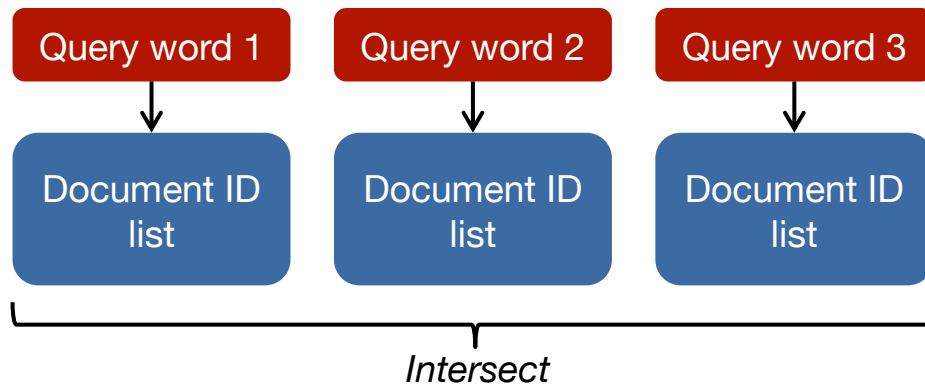 Query word 1
Query word 2
Query word 3
Document ID
list
Document ID
list
Document ID
list
Intersect